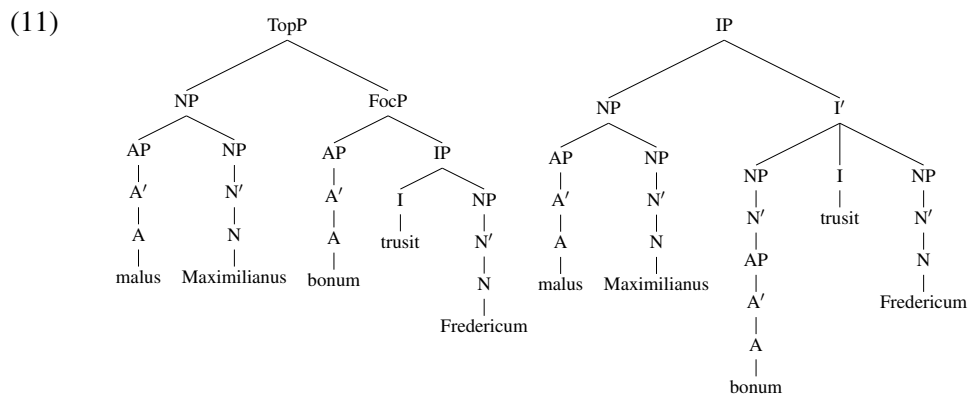 (11)
TopP IP
NP FocP NP I′
AP NP AP IP AP NP NP I NP
A′ N′ A′ I NP A′ N′ N′ trusit N′
A N A trusit N′ A N AP N
malus Maximilianus bonum N malus Maximilianus A′ Fredericum
Fredericum A
bonum